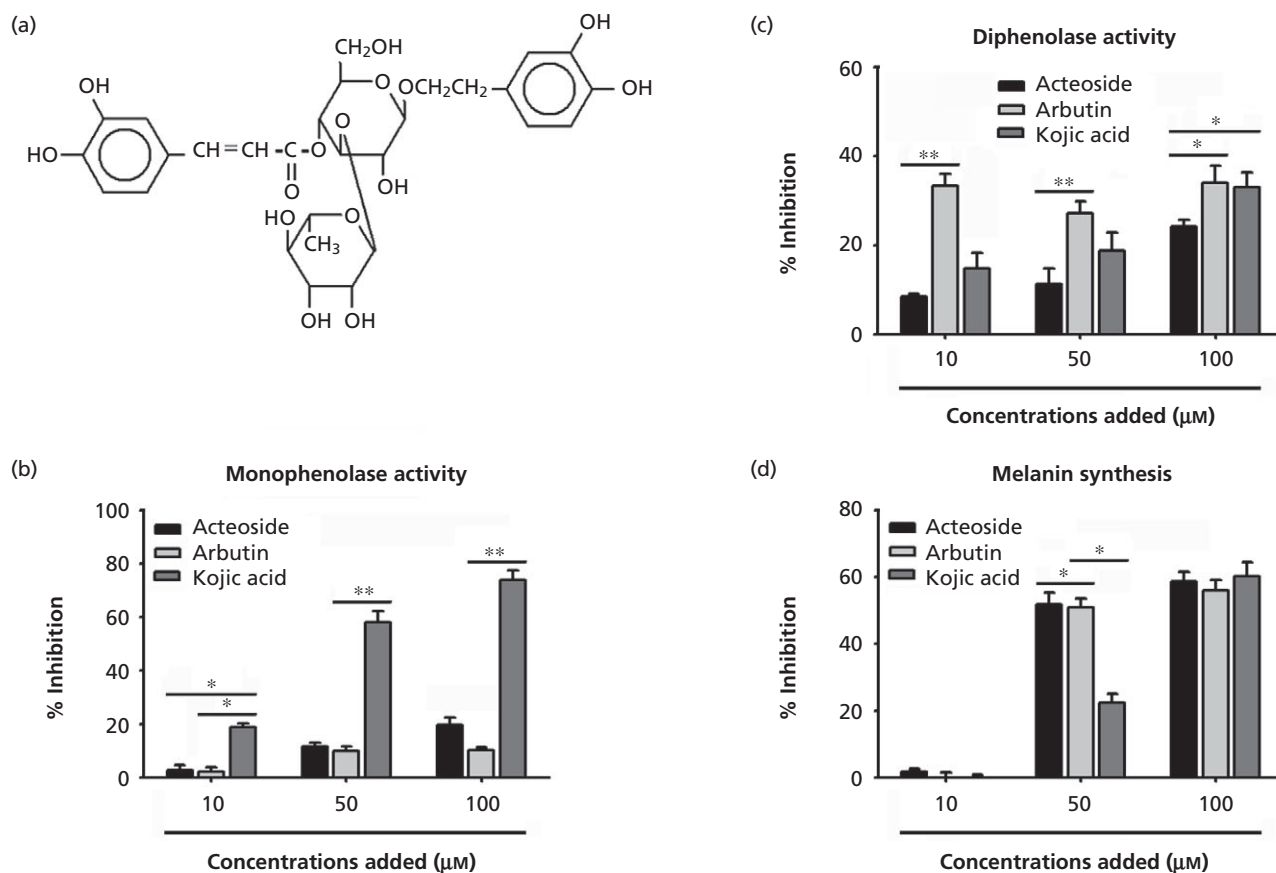 (a)
CH₂OH
OH
OH
HO
CH=CH
C
O
O
O
O
O
OCH₂CH₂
OH
OH
OH
HO
O
CH₃
OH
OH
(c)
Diphenolase activity
Acteoside
Arbutin
Kojic acid
60
40
20
0
% Inhibition
**
**
*
*
10 50 100
Concentrations added (μM)
(b)
Monophenolase activity
Acteoside
Arbutin
Kojic acid
100
80
60
40
20
0
% Inhibition
*
*
**
**
10 50 100
Concentrations added (μM)
(d)
Melanin synthesis
Acteoside
Arbutin
Kojic acid
80
60
40
20
0
% Inhibition
*
*
10 50 100
Concentrations added (μM)